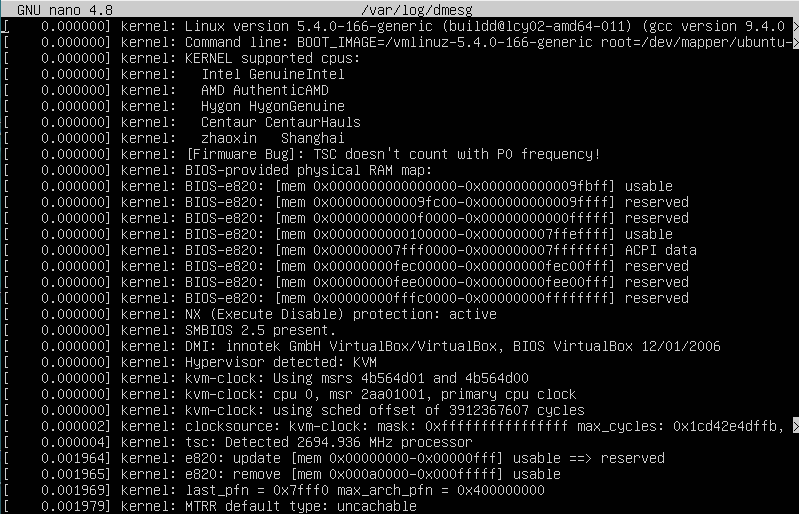 GNU nano 4.8 /var/log/dmesg
[    0.000000] kernel: Linux version 5.4.0-166-generic (buildd@lcy02-amd64-011) (gcc version 9.4.0 >
[    0.000000] kernel: Command line: BOOT_IMAGE=/vmlinuz-5.4.0-166-generic root=/dev/mapper/ubuntu->
[    0.000000] kernel: KERNEL supported cpus:
[    0.000000] kernel:   Intel GenuineIntel
[    0.000000] kernel:   AMD AuthenticAMD
[    0.000000] kernel:   Hygon HygonGenuine
[    0.000000] kernel:   Centaur CentaurHauls
[    0.000000] kernel:   zhaoxin   Shanghai
[    0.000000] kernel: [Firmware Bug]: TSC doesn't count with P0 frequency!
[    0.000000] kernel: BIOS-provided physical RAM map:
[    0.000000] kernel: BIOS-e820: [mem 0x0000000000000000-0x000000000009fbff] usable
[    0.000000] kernel: BIOS-e820: [mem 0x000000000009fc00-0x000000000009ffff] reserved
[    0.000000] kernel: BIOS-e820: [mem 0x00000000000f0000-0x00000000000fffff] reserved
[    0.000000] kernel: BIOS-e820: [mem 0x0000000000100000-0x000000007ffeffff] usable
[    0.000000] kernel: BIOS-e820: [mem 0x000000007fff0000-0x000000007fffffff] ACPI data
[    0.000000] kernel: BIOS-e820: [mem 0x00000000fec00000-0x00000000fec00fff] reserved
[    0.000000] kernel: BIOS-e820: [mem 0x00000000fee00000-0x00000000fee00fff] reserved
[    0.000000] kernel: BIOS-e820: [mem 0x00000000fffc0000-0x00000000ffffffff] reserved
[    0.000000] kernel: NX (Execute Disable) protection: active
[    0.000000] kernel: SMBIOS 2.5 present.
[    0.000000] kernel: DMI: innotek GmbH VirtualBox/VirtualBox, BIOS VirtualBox 12/01/2006
[    0.000000] kernel: Hypervisor detected: KVM
[    0.000000] kernel: kvm-clock: Using msrs 4b564d01 and 4b564d00
[    0.000000] kernel: kvm-clock: cpu 0, msr 2aa01001, primary cpu clock
[    0.000000] kernel: kvm-clock: using sched offset of 3912367607 cycles
[    0.000002] kernel: clocksource: kvm-clock: mask: 0xffffffffffffffff max_cycles: 0x1cd42e4dffb, >
[    0.000004] kernel: tsc: Detected 2694.936 MHz processor
[    0.001964] kernel: e820: update [mem 0x00000000-0x00000fff] usable ==> reserved
[    0.001965] kernel: e820: remove [mem 0x000a0000-0x000fffff] usable
[    0.001969] kernel: last_pfn = 0x7fff0 max_arch_pfn = 0x400000000
[    0.001979] kernel: MTRR default type: uncachable